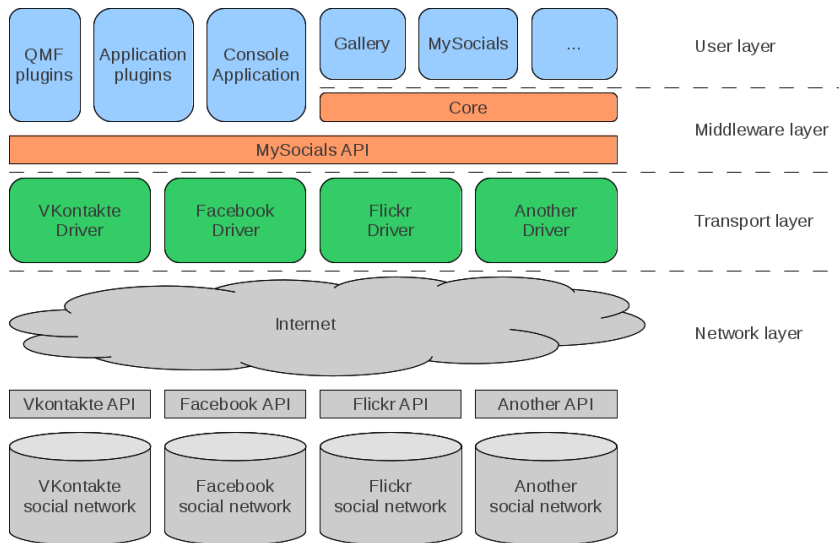 QMF
plugins
Application
plugins
Console
Application
Gallery
MySocials
...
User layer
Core
Middleware layer
MySocials API
VKontakte
Driver
Facebook
Driver
Flickr
Driver
Another
Driver
Transport layer
Internet
Network layer
Vkontakte API
Facebook API
Flickr API
Another API
VKontakte
social network
Facebook
social network
Flickr
social network
Another
social network